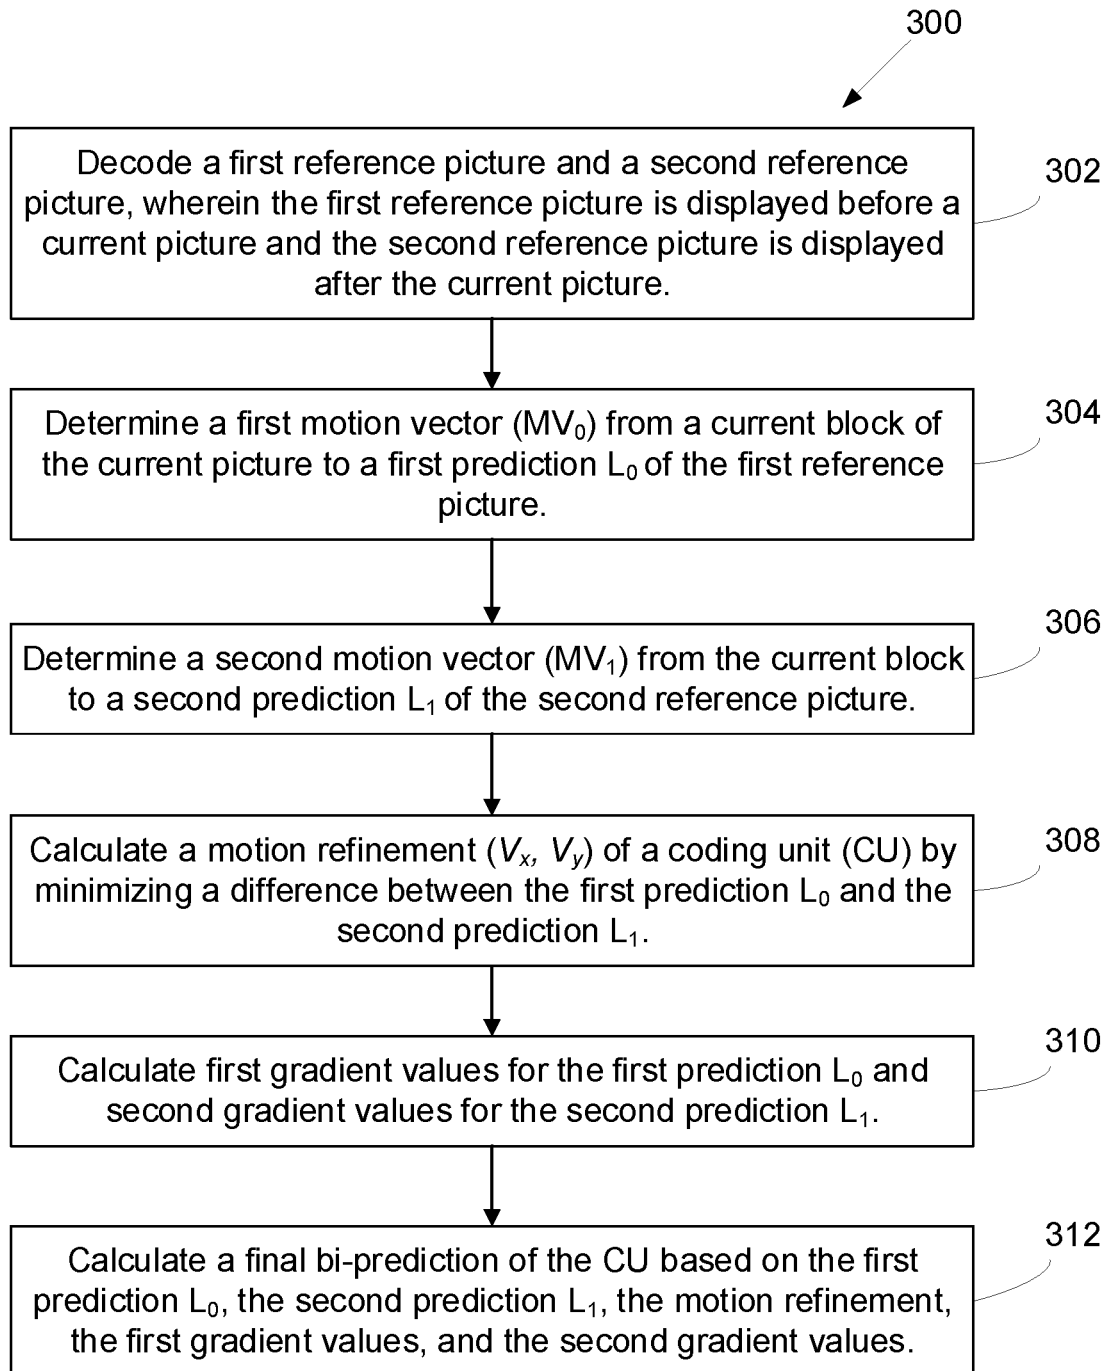 300
Decode a first reference picture and a second reference
picture, wherein the first reference picture is displayed before a
current picture and the second reference picture is displayed
after the current picture.
302
Determine a first motion vector (MV₀) from a current block of
the current picture to a first prediction L₀ of the first reference
picture.
304
Determine a second motion vector (MV₁) from the current block
to a second prediction L₁ of the second reference picture.
306
Calculate a motion refinement (Vₓ, Vᵧ) of a coding unit (CU) by
minimizing a difference between the first prediction L₀ and the
second prediction L₁.
308
Calculate first gradient values for the first prediction L₀ and
second gradient values for the second prediction L₁.
310
Calculate a final bi-prediction of the CU based on the first
prediction L₀, the second prediction L₁, the motion refinement,
the first gradient values, and the second gradient values.
312